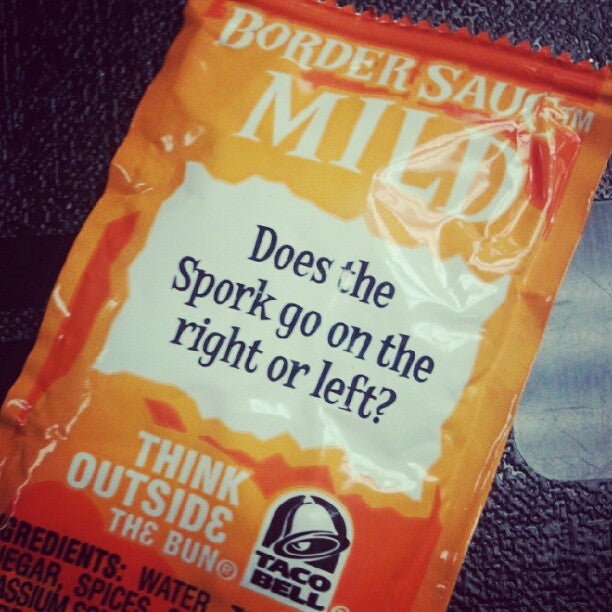 BORDER SAUCE™
MILD
Does the
Spork go on the
right or left?
THINK
OUTSIDE
THE BUN®
TACO
BELL®
INGREDIENTS: WATER,
VINEGAR, SPICES,